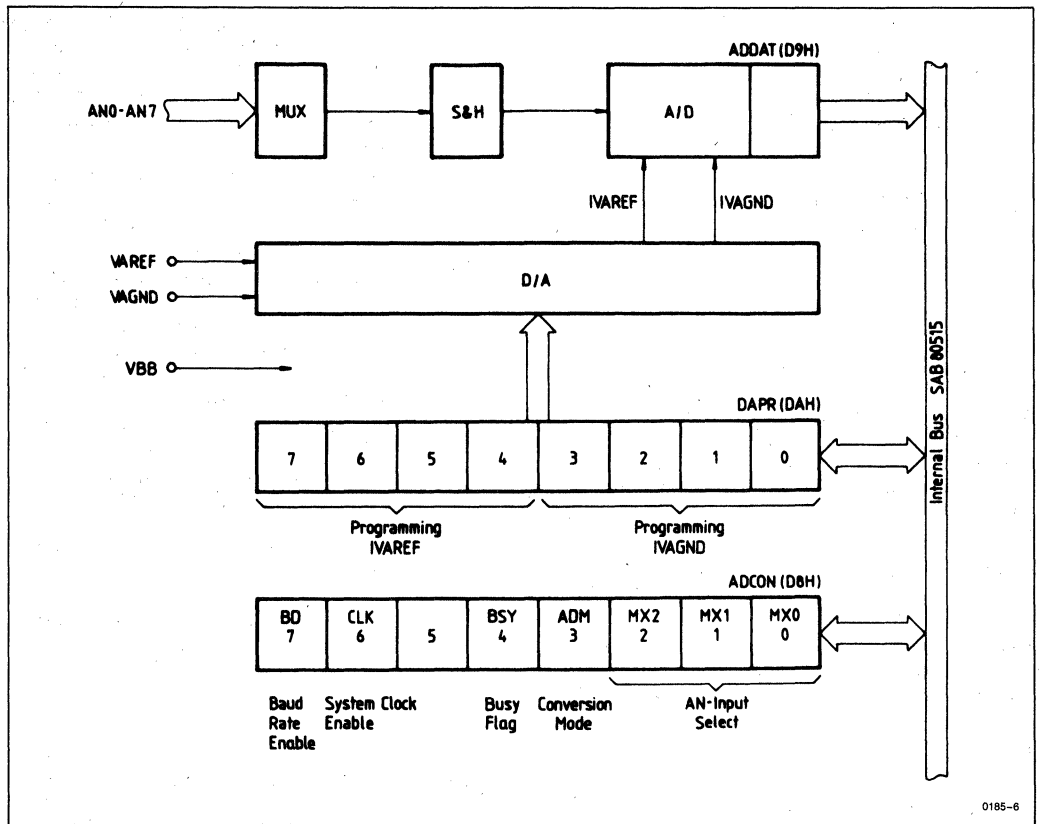 ADDAT (D9H)
AN0-AN7
MUX
S&H
A/D
IVAREF
IVAGND
VAREF
VAGND
D/A
VBB
DAPR (DAH)
7 6 5 4 3 2 1 0
Programming
IVAREF
Programming
IVAGND
ADCON (D8H)
BD CLK BSY ADM MX2 MX1 MX0
7 6 5 4 3 2 1 0
Baud
Rate
Enable
System Clock
Enable
Busy
Flag
Conversion
Mode
AN-Input
Select
Internal Bus SAB 80515
0185-6